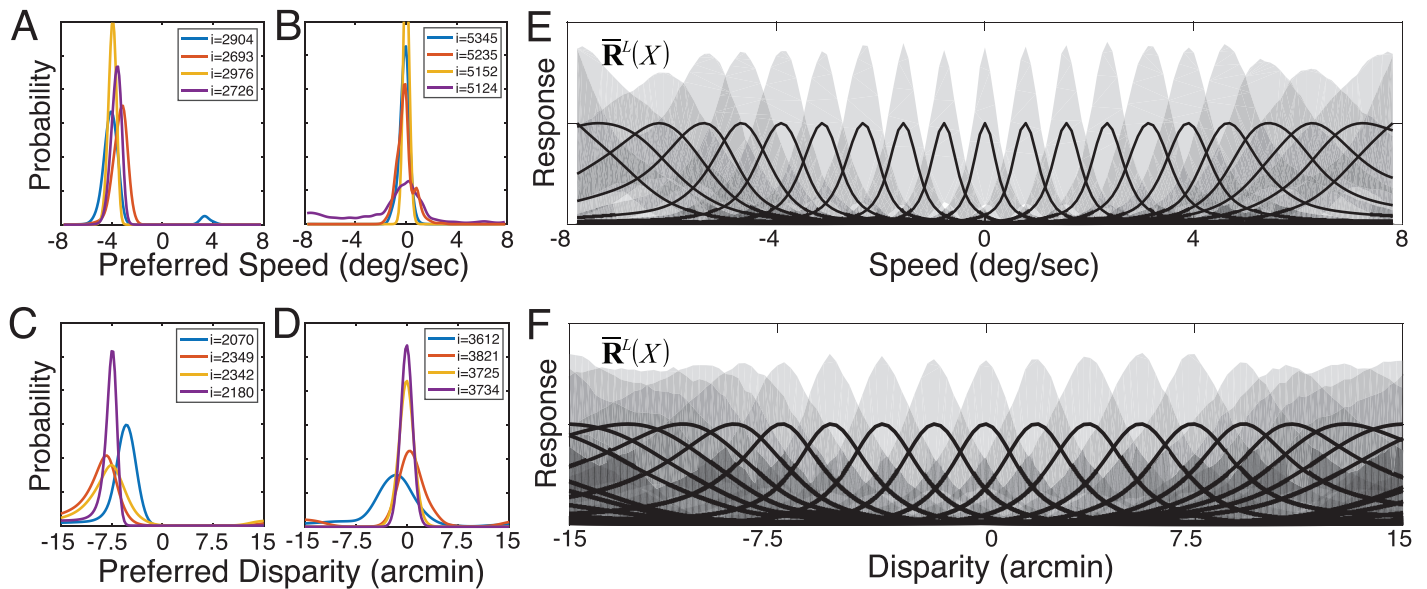 A
i=2904
i=2693
i=2976
i=2726
Probability
-8 -4 0 4 8
Preferred Speed (deg/sec)
B
i=5345
i=5235
i=5152
i=5124
-8 -4 0 4 8
C
i=2070
i=2349
i=2342
i=2180
Probability
-15 -7.5 0 7.5 15
Preferred Disparity (arcmin)
D
i=3612
i=3821
i=3725
i=3734
-15 -7.5 0 7.5 15
E
R̅ᴸ(X)
Response
-8 -4 0 4 8
Speed (deg/sec)
F
R̅ᴸ(X)
Response
-15 -7.5 0 7.5 15
Disparity (arcmin)